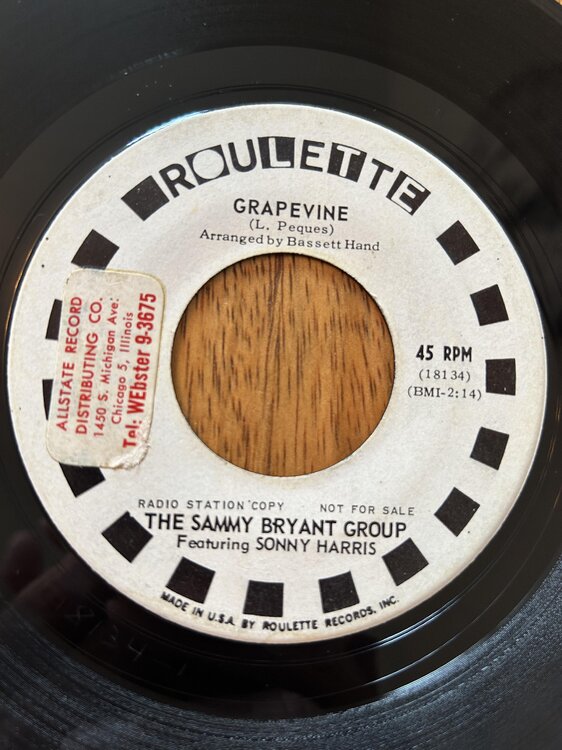 ROULETTE
GRAPEVINE
(L. Peques)
Arranged by Bassett Hand
ALLSTATE RECORD
DISTRIBUTING CO.
1450 S. Michigan Ave:
Chicago 5, Illinois
Tel: WEbster 9-3675
45 RPM
(18134)
(BMI-2:14)
RADIO STATION COPY NOT FOR SALE
THE SAMMY BRYANT GROUP
Featuring SONNY HARRIS
MADE IN U.S.A. BY ROULETTE RECORDS, INC.